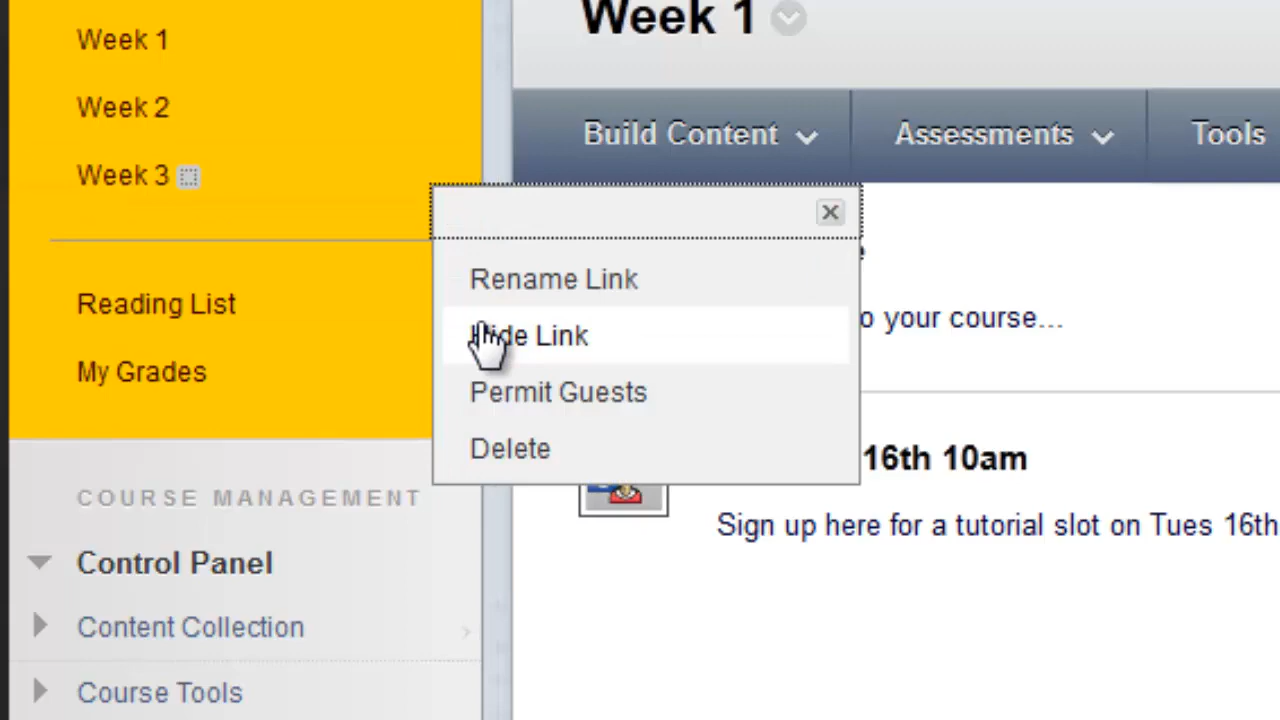 Week 1
Week 2
Week 3
Reading List
My Grades
COURSE MANAGEMENT
Control Panel
Content Collection
Course Tools
Week 1
Build Content
Assessments
Tools
Rename Link
Hide Link
Permit Guests
Delete
o your course...
16th 10am
Sign up here for a tutorial slot on Tues 16th